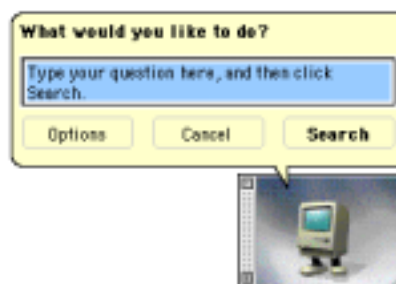 What would you like to do?
Type your question here, and then click
Search.
Options
Cancel
Search